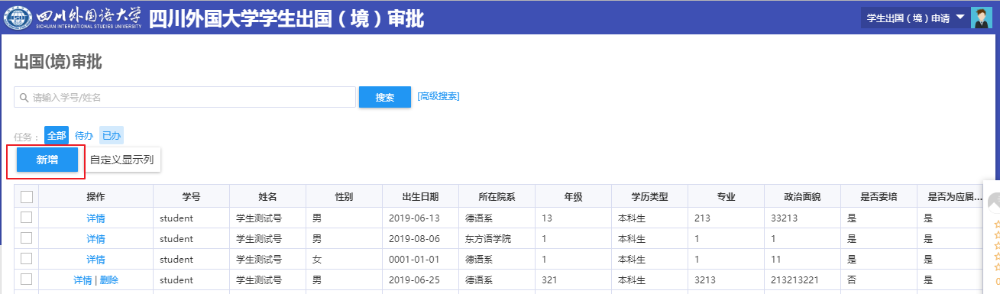 四川外国语大学 四川外国大学学生出国（境）审批 学生出国（境）申请
SICHUAN INTERNATIONAL STUDIES UNIVERSITY
出国(境)审批
请输入学号/姓名 搜索 [高级搜索]
任务： 全部 待办 已办
新增 自定义显示列
操作 学号 姓名 性别 出生日期 所在院系 年级 学历类型 专业 政治面貌 是否委培 是否为应届...
详情 student 学生测试号 男 2019-06-13 德语系 13 本科生 213 33213 是 是
详情 student 学生测试号 男 2019-08-06 东方语学院 1 本科生 1 1 是 是
详情 student 学生测试号 女 0001-01-01 德语系 1 本科生 1 11 是 是
详情 | 删除 student 学生测试号 男 2019-06-25 德语系 321 本科生 3213 213213221 否 是